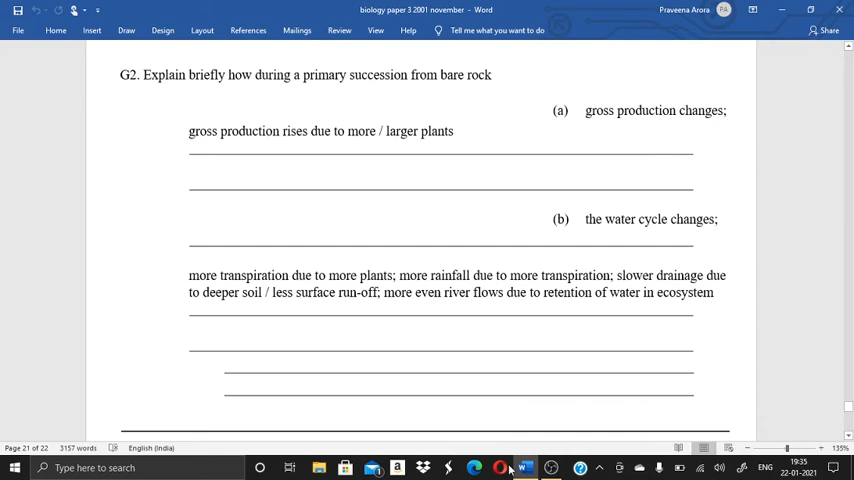 biology paper 3 2001 november - Word
Praveena Arora
PA
File Home Insert Draw Design Layout References Mailings Review View Help Tell me what you want to do Share
G2. Explain briefly how during a primary succession from bare rock
(a) gross production changes;
gross production rises due to more / larger plants
(b) the water cycle changes;
more transpiration due to more plants; more rainfall due to more transpiration; slower drainage due
to deeper soil / less surface run-off; more even river flows due to retention of water in ecosystem
Page 21 of 22 3157 words English (India) 135%
Type here to search
ENG
19:35
22-01-2021